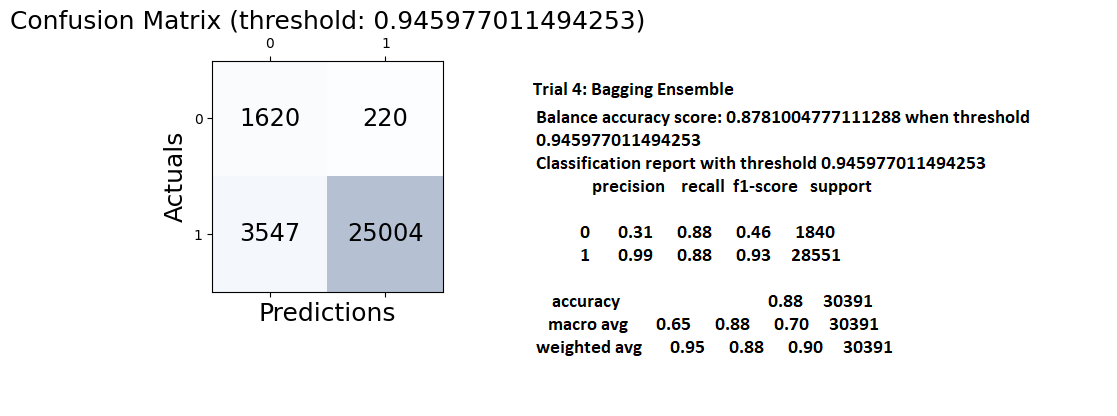 Confusion Matrix (threshold: 0.945977011494253)
0 1
0 1620 220
1 3547 25004
Actuals
Predictions
Trial 4: Bagging Ensemble
Balance accuracy score: 0.8781004777111288 when threshold
0.945977011494253
Classification report with threshold 0.945977011494253
precision recall f1-score support
0 0.31 0.88 0.46 1840
1 0.99 0.88 0.93 28551
accuracy 0.88 30391
macro avg 0.65 0.88 0.70 30391
weighted avg 0.95 0.88 0.90 30391